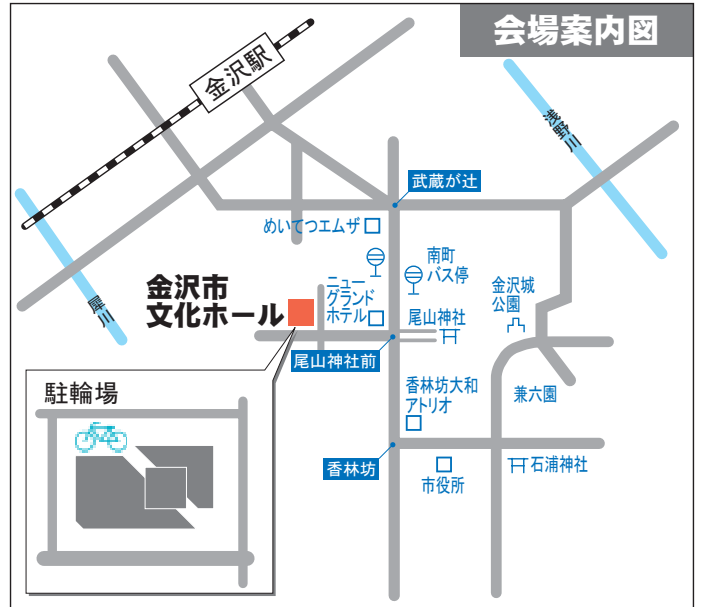 会場案内図
金沢駅
浅野川
武蔵が辻
めいてつエムザ
南町
バス停
金沢城
公園
ニュー
グランド
ホテル
金沢市
文化ホール
犀川
尾山神社
尾山神社前
駐輪場
香林坊大和
アトリオ
兼六園
香林坊
市役所
石浦神社